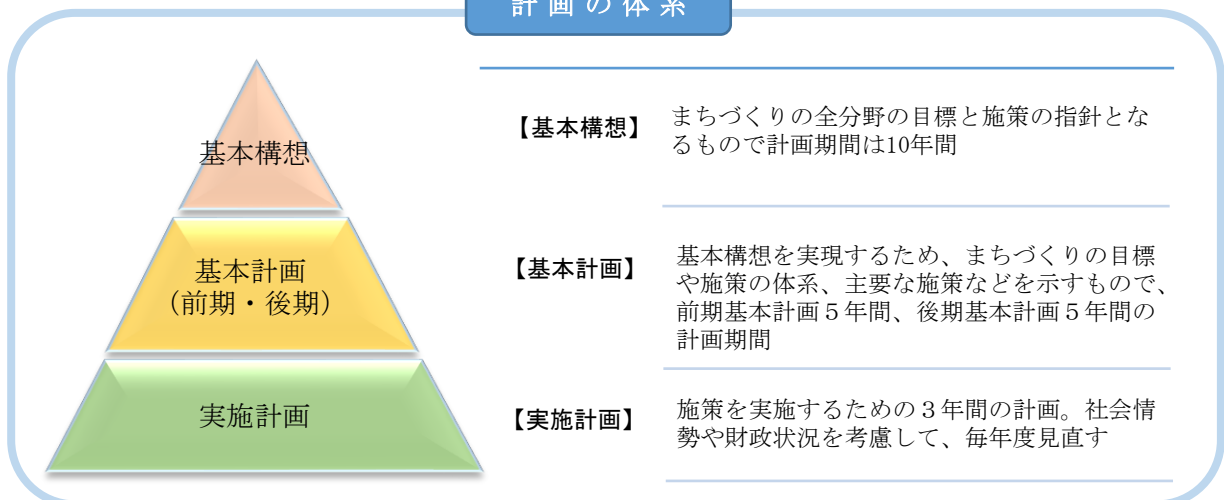 計画の体系
基本構想
基本計画
（前期・後期）
実施計画
【基本構想】
まちづくりの全分野の目標と施策の指針とな
るもので計画期間は10年間
【基本計画】
基本構想を実現するため、まちづくりの目標
や施策の体系、主要な施策などを示すもので、
前期基本計画５年間、後期基本計画５年間の
計画期間
【実施計画】
施策を実施するための３年間の計画。社会情
勢や財政状況を考慮して、毎年度見直す